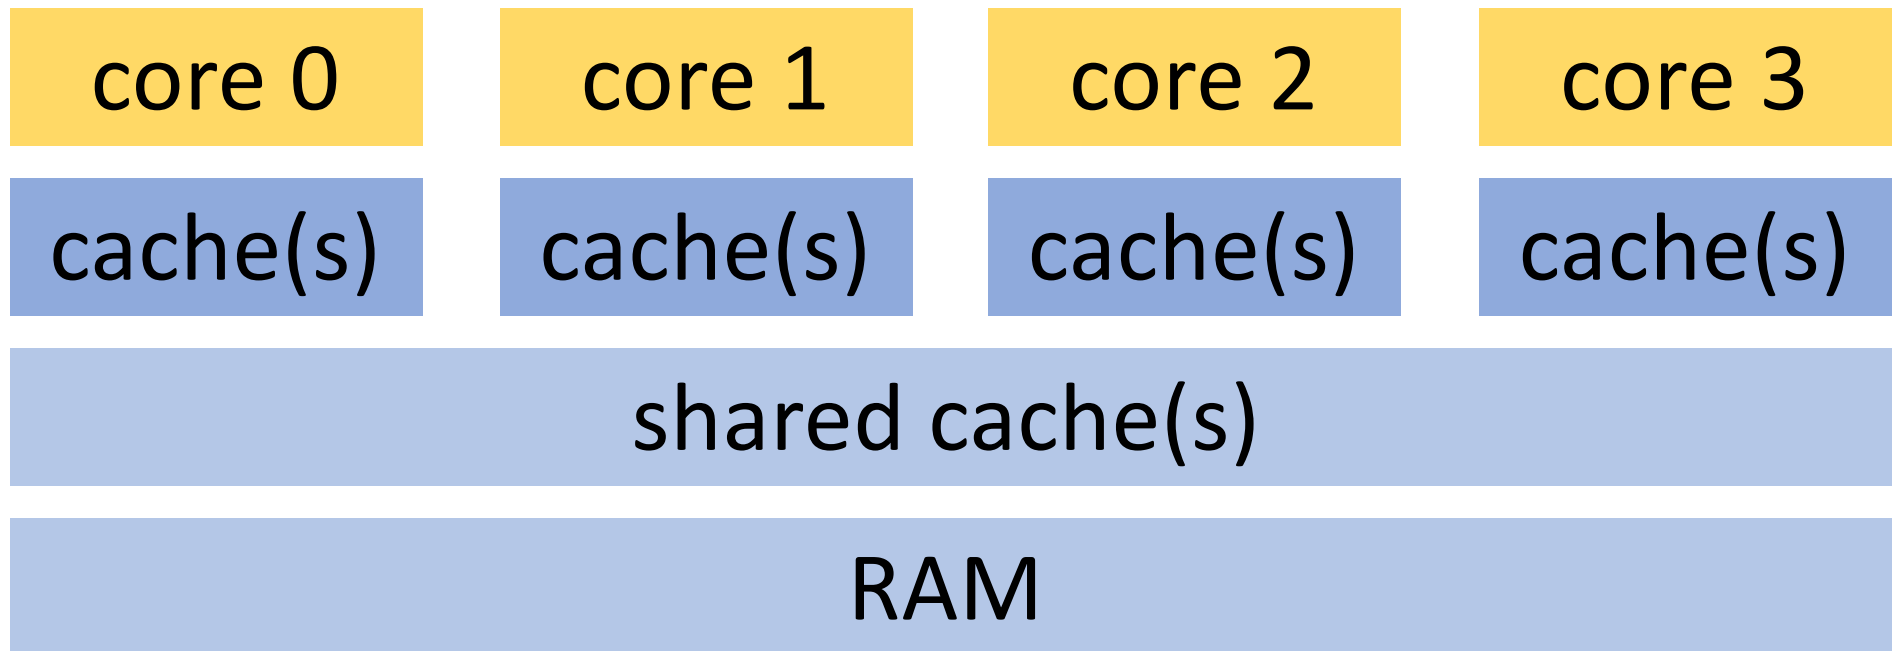 core 0
core 1
core 2
core 3
cache(s)
cache(s)
cache(s)
cache(s)
shared cache(s)
RAM